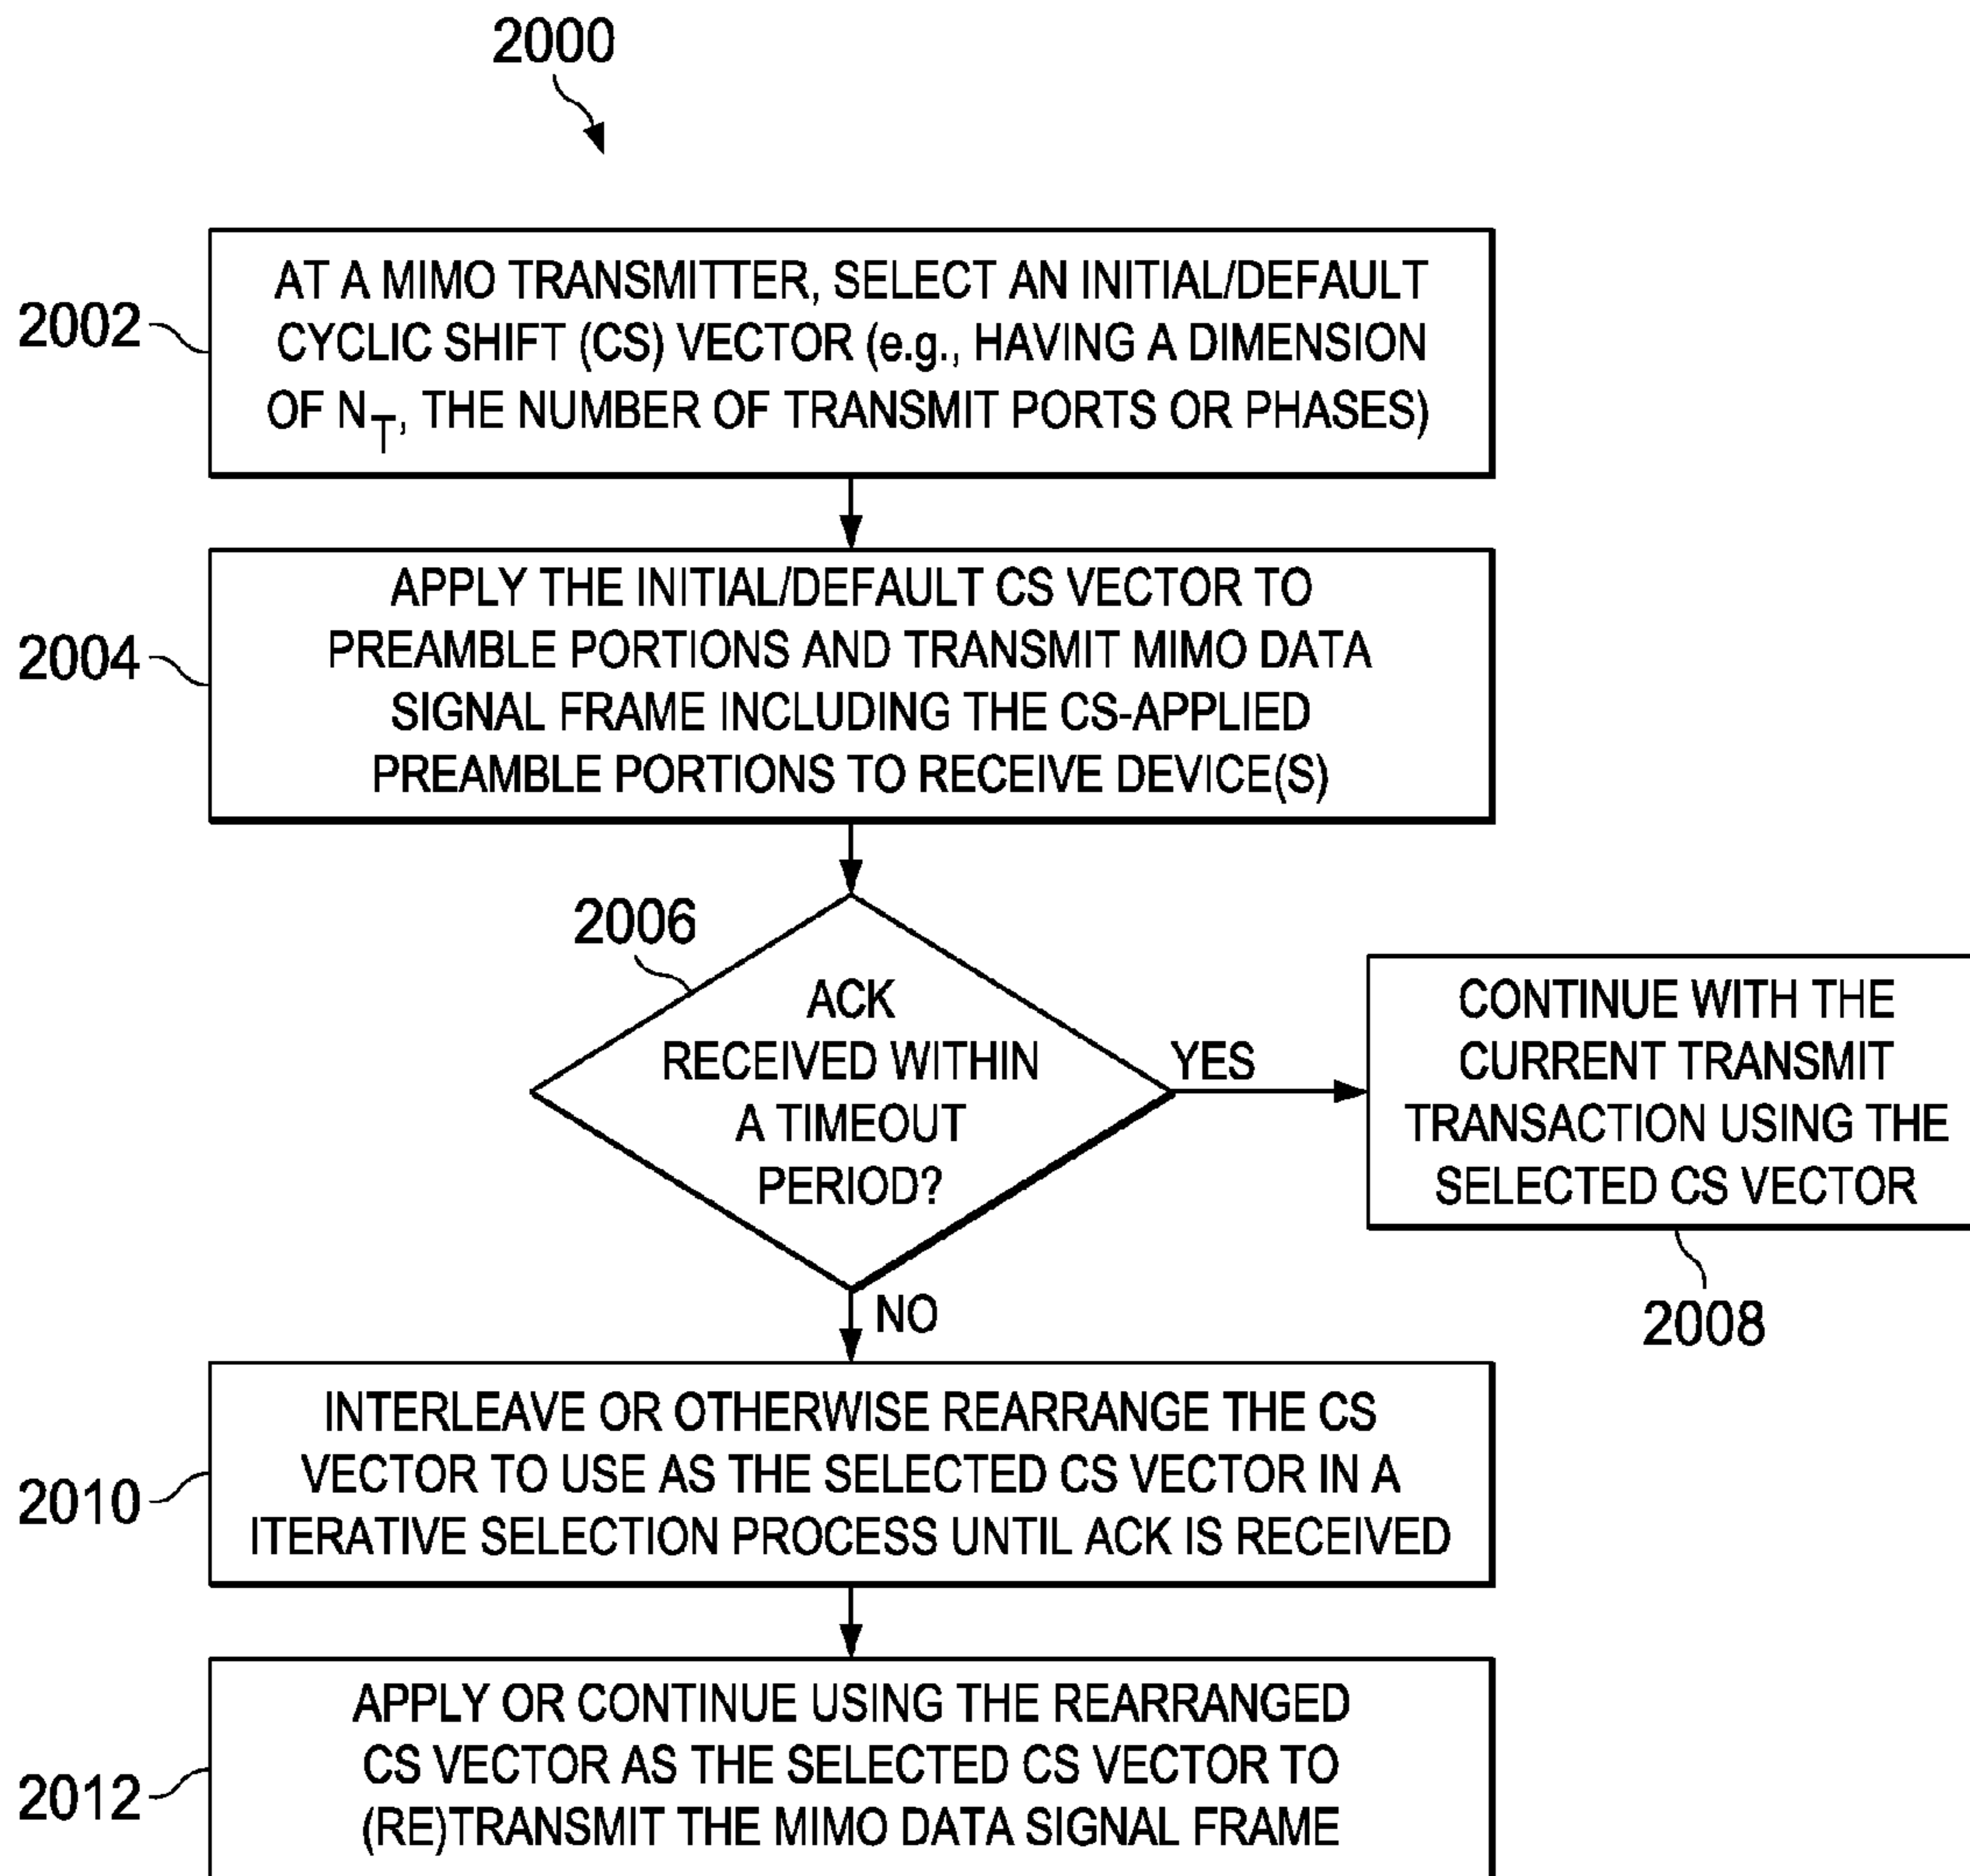 2000
2002
AT A MIMO TRANSMITTER, SELECT AN INITIAL/DEFAULT
CYCLIC SHIFT (CS) VECTOR (e.g., HAVING A DIMENSION
OF N_T, THE NUMBER OF TRANSMIT PORTS OR PHASES)
2004
APPLY THE INITIAL/DEFAULT CS VECTOR TO
PREAMBLE PORTIONS AND TRANSMIT MIMO DATA
SIGNAL FRAME INCLUDING THE CS-APPLIED
PREAMBLE PORTIONS TO RECEIVE DEVICE(S)
2006
ACK
RECEIVED WITHIN
A TIMEOUT
PERIOD?
YES
CONTINUE WITH THE
CURRENT TRANSMIT
TRANSACTION USING THE
SELECTED CS VECTOR
2008
NO
2010
INTERLEAVE OR OTHERWISE REARRANGE THE CS
VECTOR TO USE AS THE SELECTED CS VECTOR IN A
ITERATIVE SELECTION PROCESS UNTIL ACK IS RECEIVED
2012
APPLY OR CONTINUE USING THE REARRANGED
CS VECTOR AS THE SELECTED CS VECTOR TO
(RE)TRANSMIT THE MIMO DATA SIGNAL FRAME